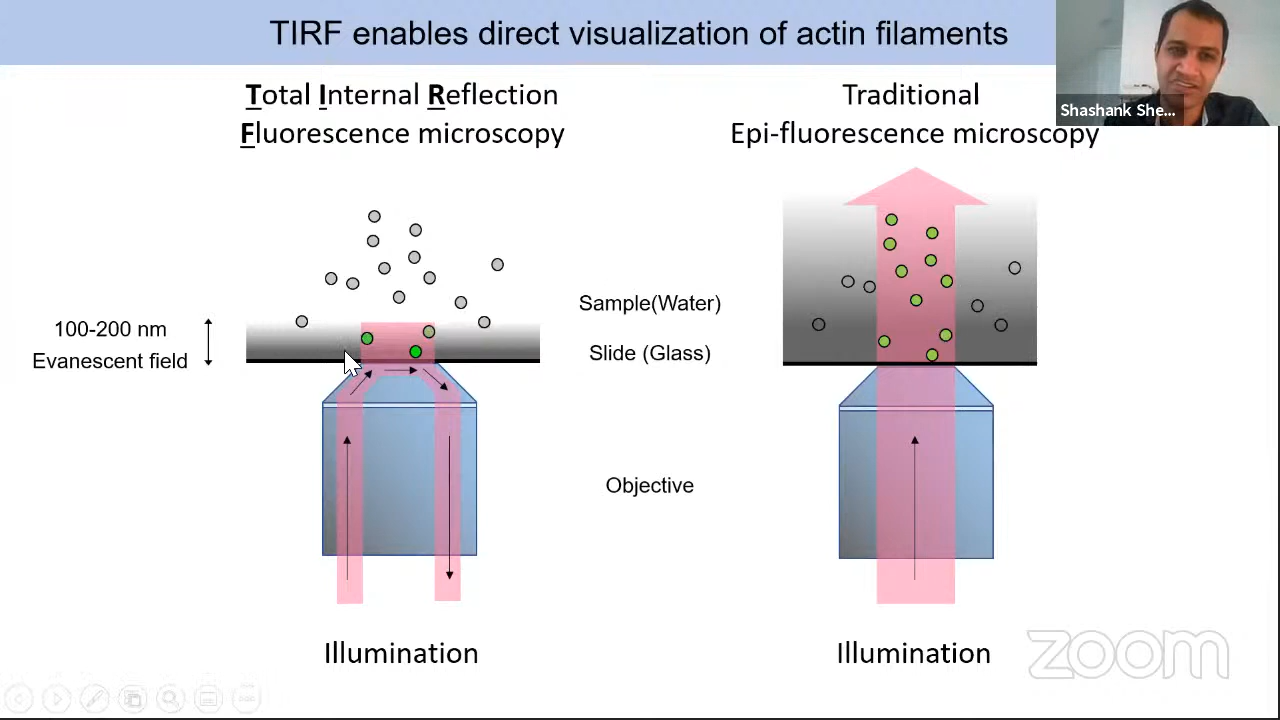 TIRF enables direct visualization of actin filaments
Shashank She...
Total Internal Reflection
Fluorescence microscopy
Traditional
Epi-fluorescence microscopy
100-200 nm
Evanescent field
Sample(Water)
Slide (Glass)
Objective
Illumination
Illumination
zoom